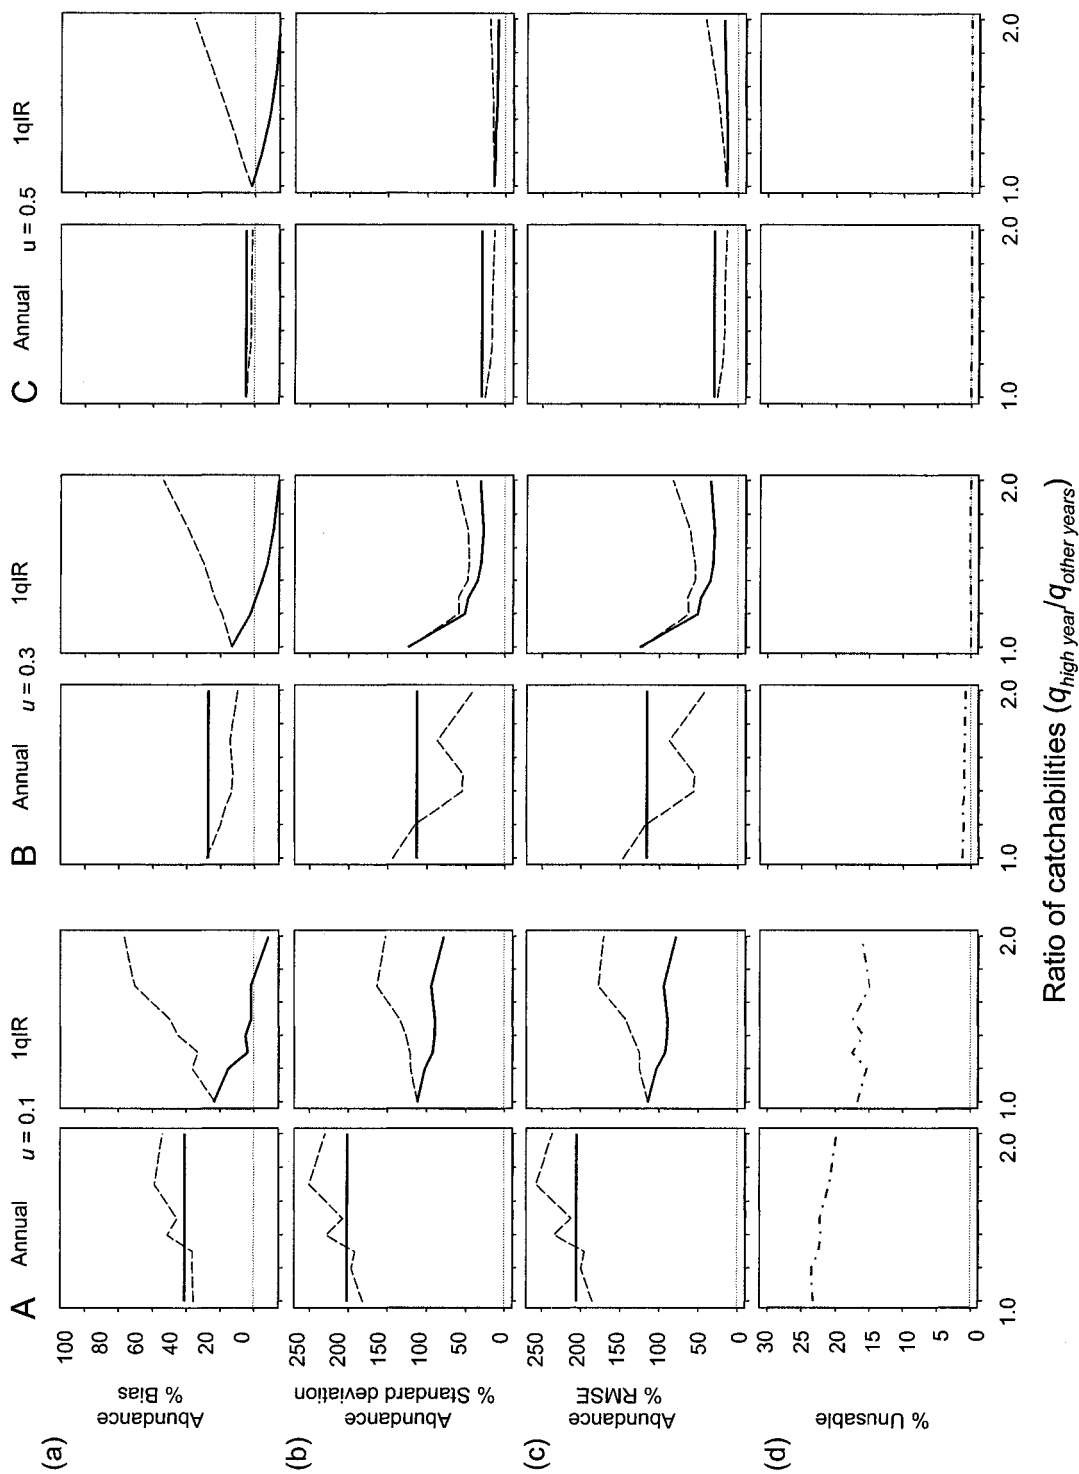 A
Annual u = 0.1 1qIR
B
Annual u = 0.3 1qIR
C
Annual u = 0.5 1qIR
(a)
Abundance
% Bias
100
80
60
40
20
0
(b)
Abundance
% Standard deviation
250
200
150
100
50
0
(c)
Abundance
% RMSE
250
200
150
100
50
0
(d)
% Unusable
30
25
20
15
10
5
0
1.0 2.0 1.0 2.0 1.0 2.0 1.0 2.0 1.0 2.0 1.0 2.0
Ratio of catchabilities (qhigh year/qother years)